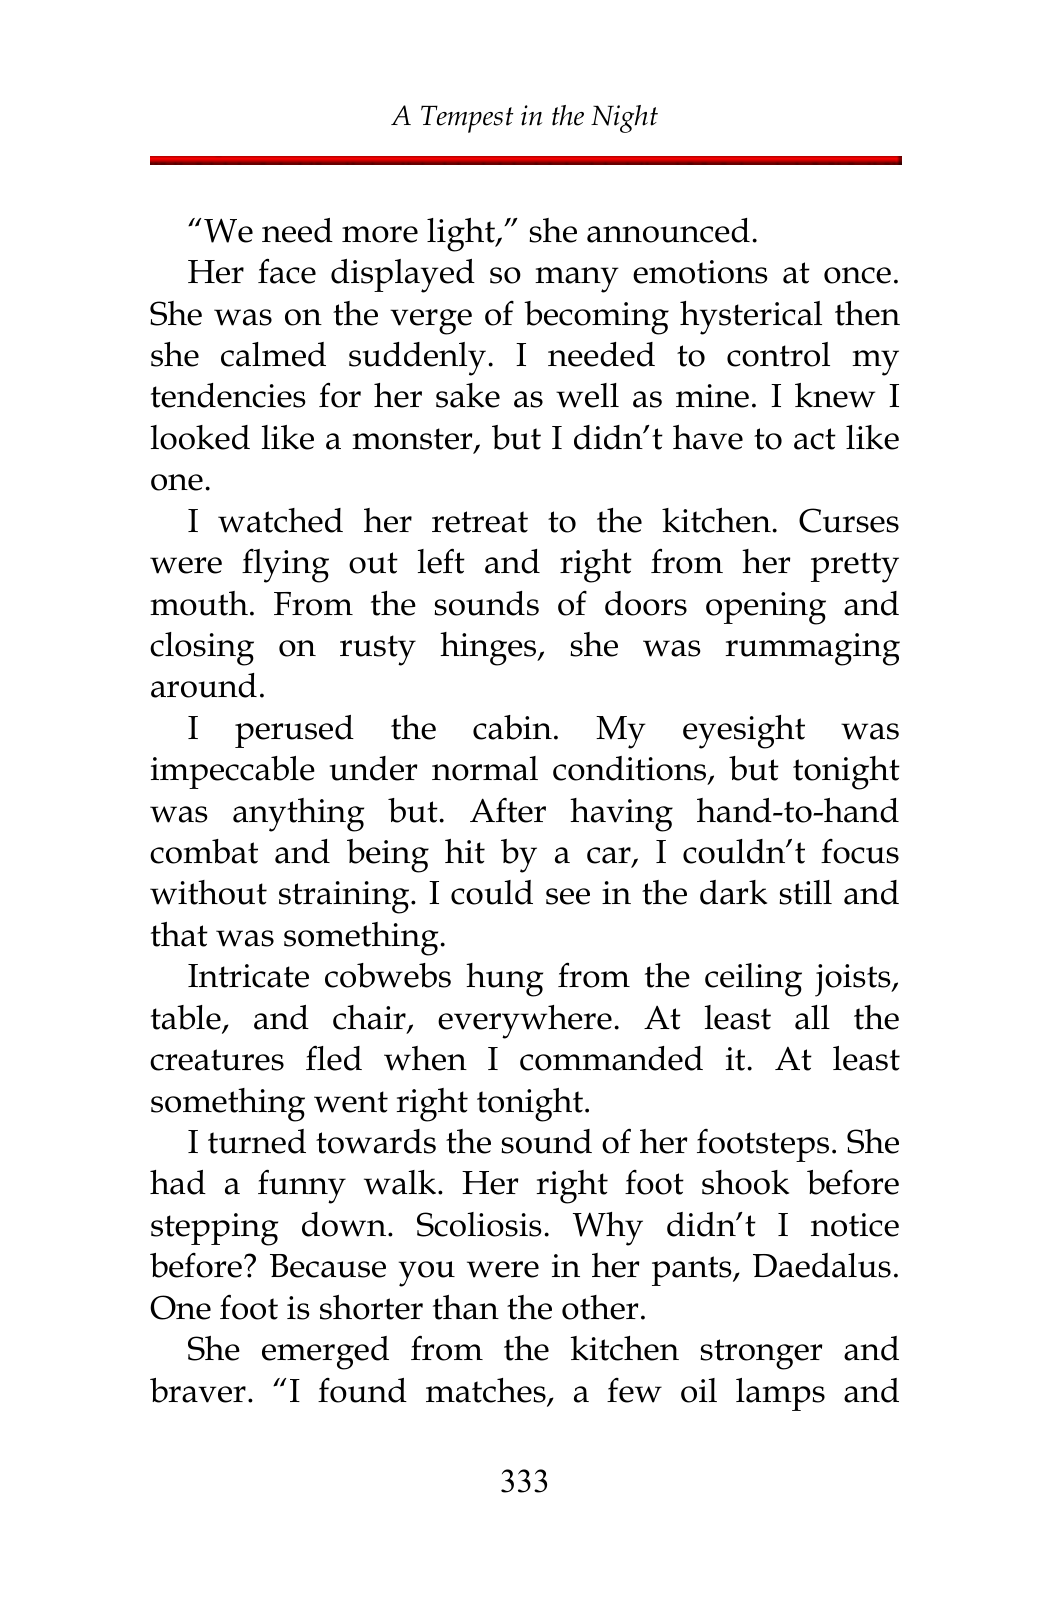 A Tempest in the Night
“We need more light,” she announced.
Her face displayed so many emotions at once.
She was on the verge of becoming hysterical then
she calmed suddenly. I needed to control my
tendencies for her sake as well as mine. I knew I
looked like a monster, but I didn’t have to act like
one.
I watched her retreat to the kitchen. Curses
were flying out left and right from her pretty
mouth. From the sounds of doors opening and
closing on rusty hinges, she was rummaging
around.
I perused the cabin. My eyesight was
impeccable under normal conditions, but tonight
was anything but. After having hand-to-hand
combat and being hit by a car, I couldn’t focus
without straining. I could see in the dark still and
that was something.
Intricate cobwebs hung from the ceiling joists,
table, and chair, everywhere. At least all the
creatures fled when I commanded it. At least
something went right tonight.
I turned towards the sound of her footsteps. She
had a funny walk. Her right foot shook before
stepping down. Scoliosis. Why didn’t I notice
before? Because you were in her pants, Daedalus.
One foot is shorter than the other.
She emerged from the kitchen stronger and
braver. “I found matches, a few oil lamps and
333